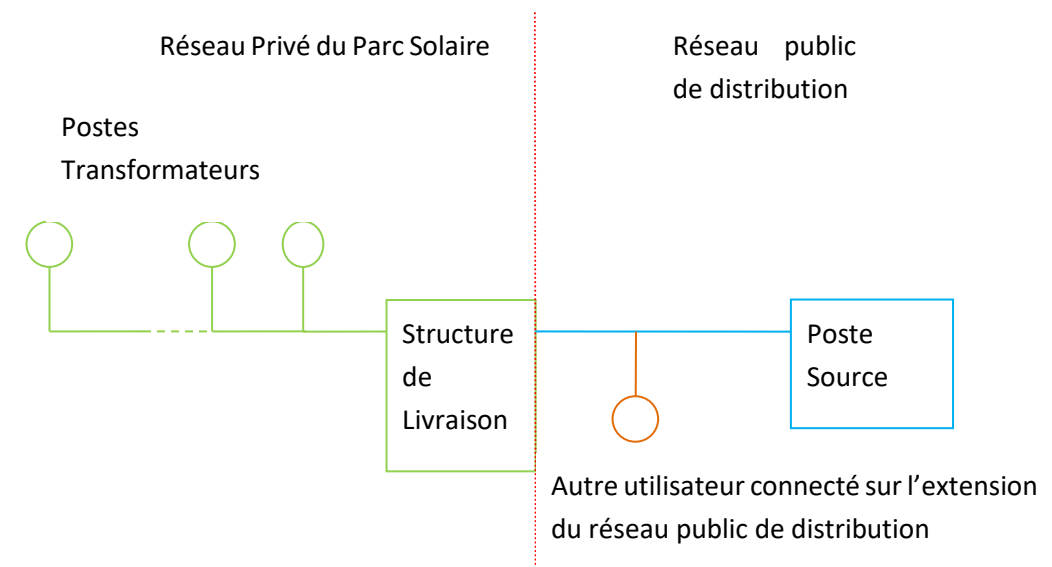 Réseau Privé du Parc Solaire
Réseau public
de distribution
Postes
Transformateurs
Structure
de
Livraison
Poste
Source
Autre utilisateur connecté sur l’extension
du réseau public de distribution